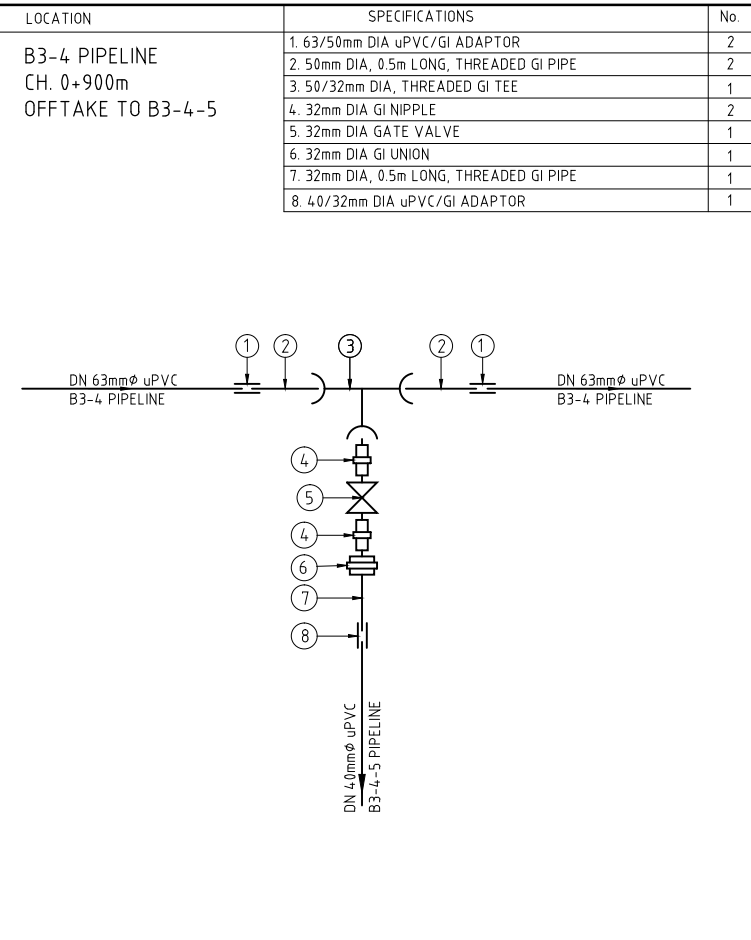 LOCATION SPECIFICATIONS No.
B3-4 PIPELINE
CH. 0+900m
OFFTAKE TO B3-4-5
1. 63/50mm DIA uPVC/GI ADAPTOR 2
2. 50mm DIA, 0.5m LONG, THREADED GI PIPE 2
3. 50/32mm DIA, THREADED GI TEE 1
4. 32mm DIA GI NIPPLE 2
5. 32mm DIA GATE VALVE 1
6. 32mm DIA GI UNION 1
7. 32mm DIA, 0.5m LONG, THREADED GI PIPE 1
8. 40/32mm DIA uPVC/GI ADAPTOR 1
1 2 3 2 1
DN 63mmø uPVC
B3-4 PIPELINE
DN 63mmø uPVC
B3-4 PIPELINE
4
5
4
6
7
8
DN 40mmø uPVC
B3-4-5 PIPELINE